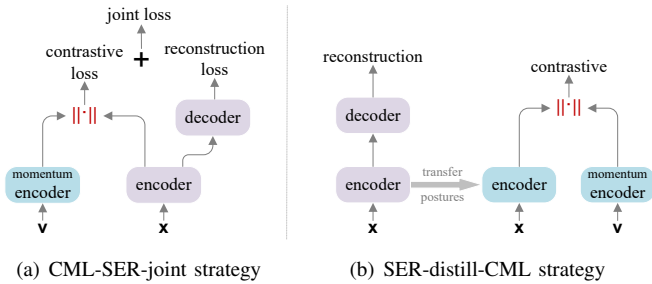 joint loss
+
contrastive
loss
reconstruction
loss
||·||
decoder
momentum
encoder
encoder
v
x
(a) CML-SER-joint strategy
reconstruction
contrastive
||·||
decoder
encoder
transfer
postures
encoder
momentum
encoder
x
x
v
(b) SER-distill-CML strategy